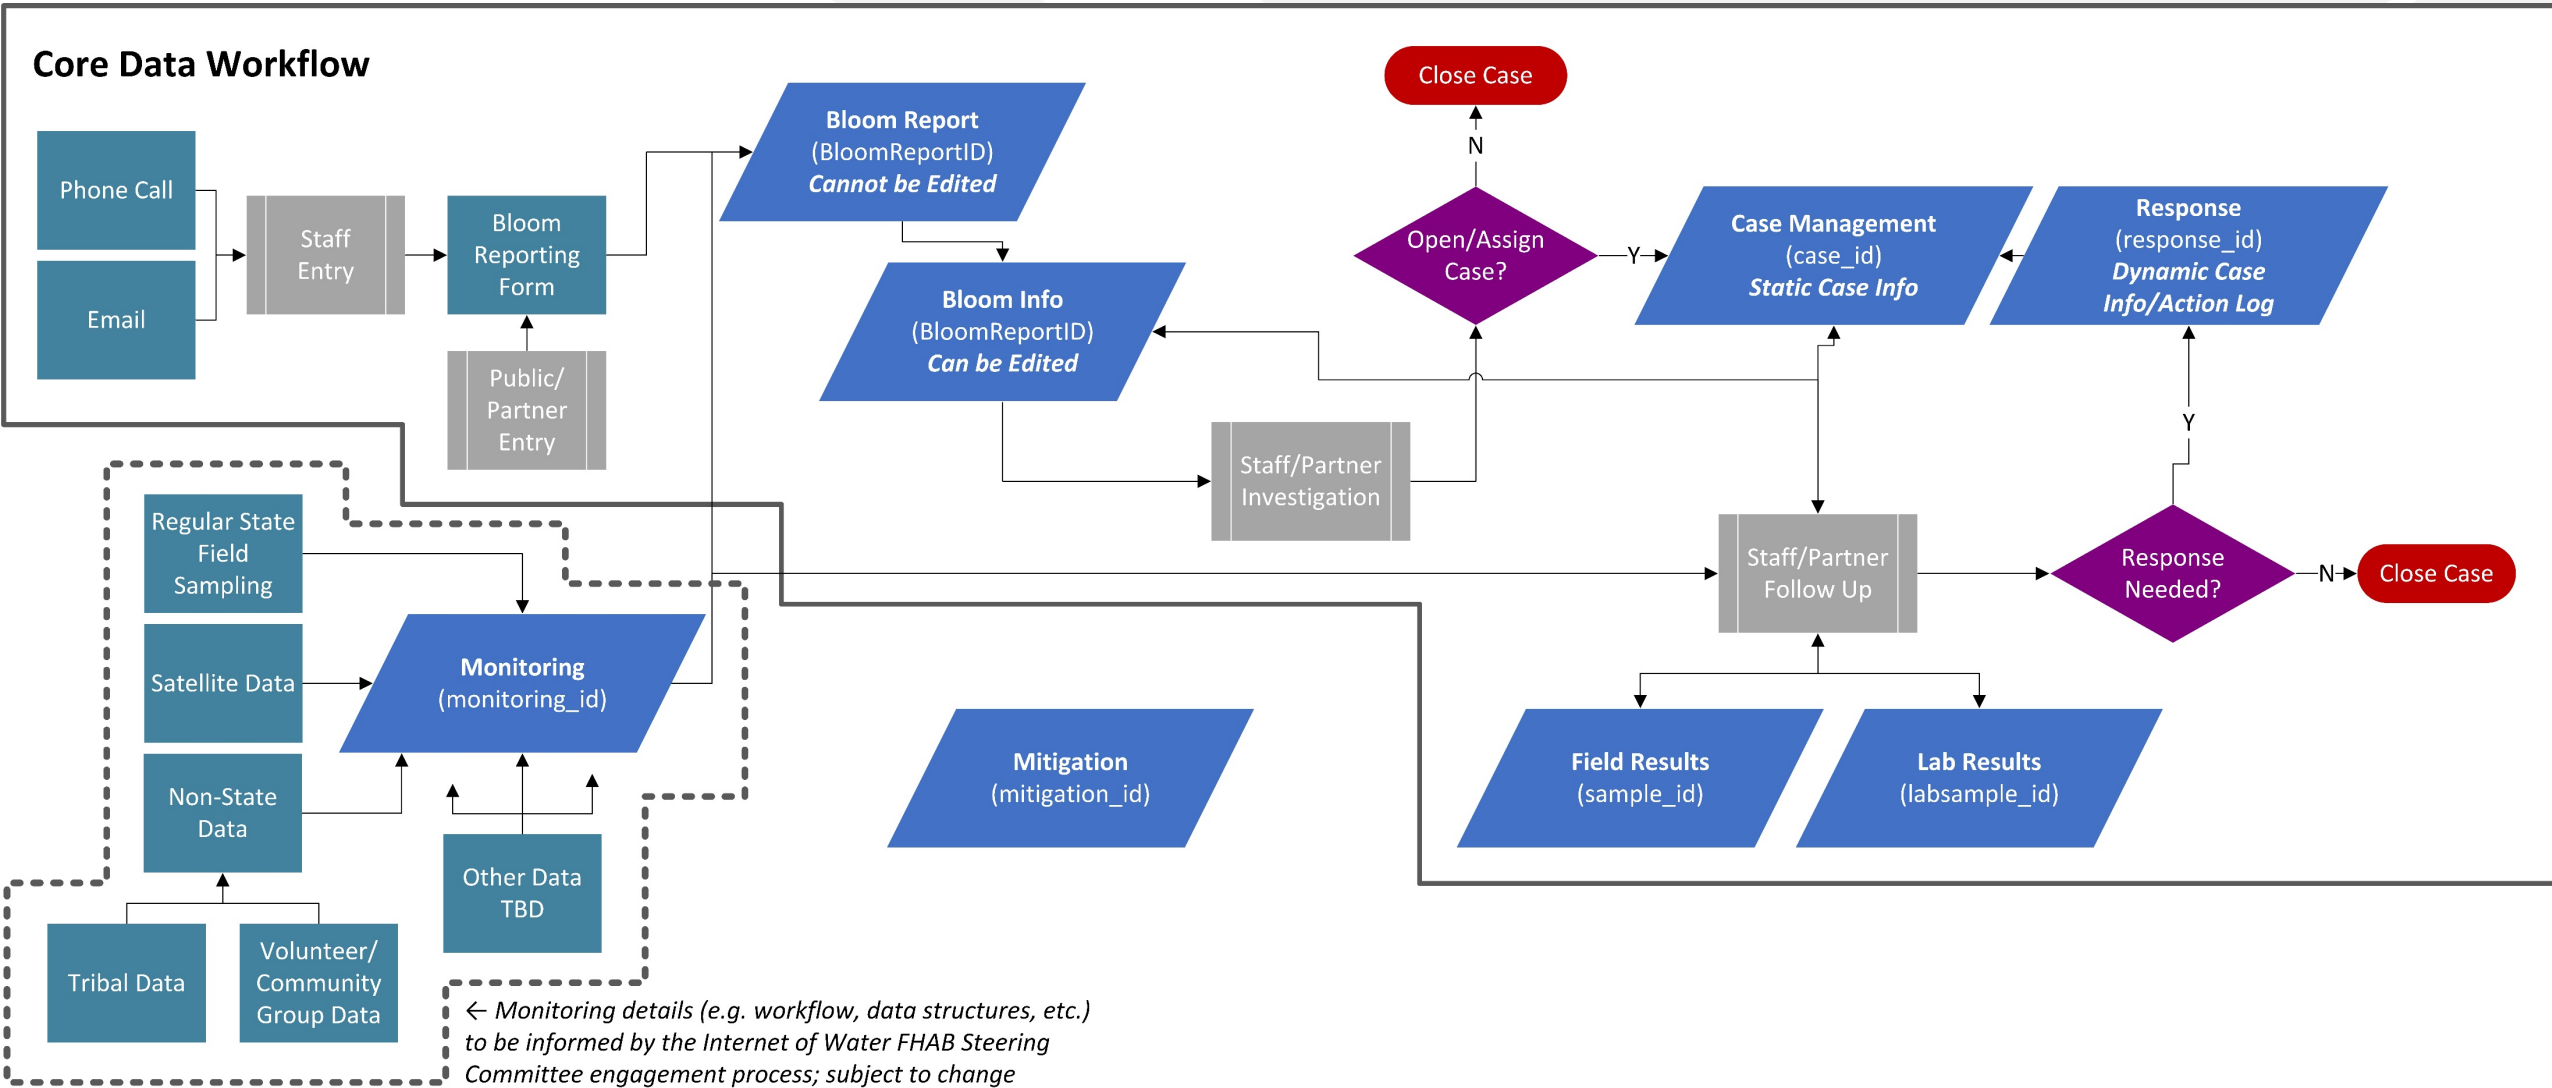 Core Data Workflow
Phone Call
Email
Staff
Entry
Bloom
Reporting
Form
Public/
Partner
Entry
Bloom Report
(BloomReportID)
Cannot be Edited
Bloom Info
(BloomReportID)
Can be Edited
Staff/Partner
Investigation
Close Case
N
Open/Assign
Case?
Y
Case Management
(case_id)
Static Case Info
Response
(response_id)
Dynamic Case
Info/Action Log
Y
Staff/Partner
Follow Up
Response
Needed?
N
Close Case
Field Results
(sample_id)
Lab Results
(labsample_id)
Mitigation
(mitigation_id)
Regular State
Field
Sampling
Satellite Data
Non-State
Data
Monitoring
(monitoring_id)
Other Data
TBD
Tribal Data
Volunteer/
Community
Group Data
← Monitoring details (e.g. workflow, data structures, etc.)
to be informed by the Internet of Water FHAB Steering
Committee engagement process; subject to change